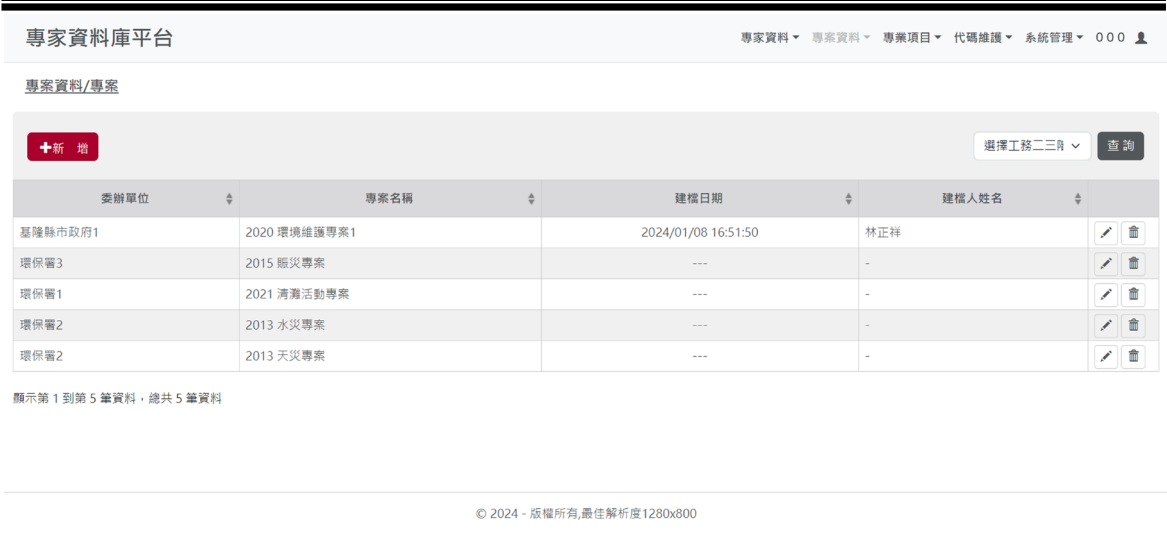 專家資料庫平台
專家資料 專案資料 專業項目 代碼維護 系統管理 000
專案資料/專案
新 增
選擇工務二三階 查詢
委辦單位 專案名稱 建檔日期 建檔人姓名
基隆縣市政府1 2020 環境維護專案1 2024/01/08 16:51:50 林正祥
環保署3 2015 賑災專案 --- -
環保署1 2021 清灘活動專案 --- -
環保署2 2013 水災專案 --- -
環保署2 2013 天災專案 --- -
顯示第 1 到第 5 筆資料，總共 5 筆資料
© 2024 - 版權所有,最佳解析度1280x800